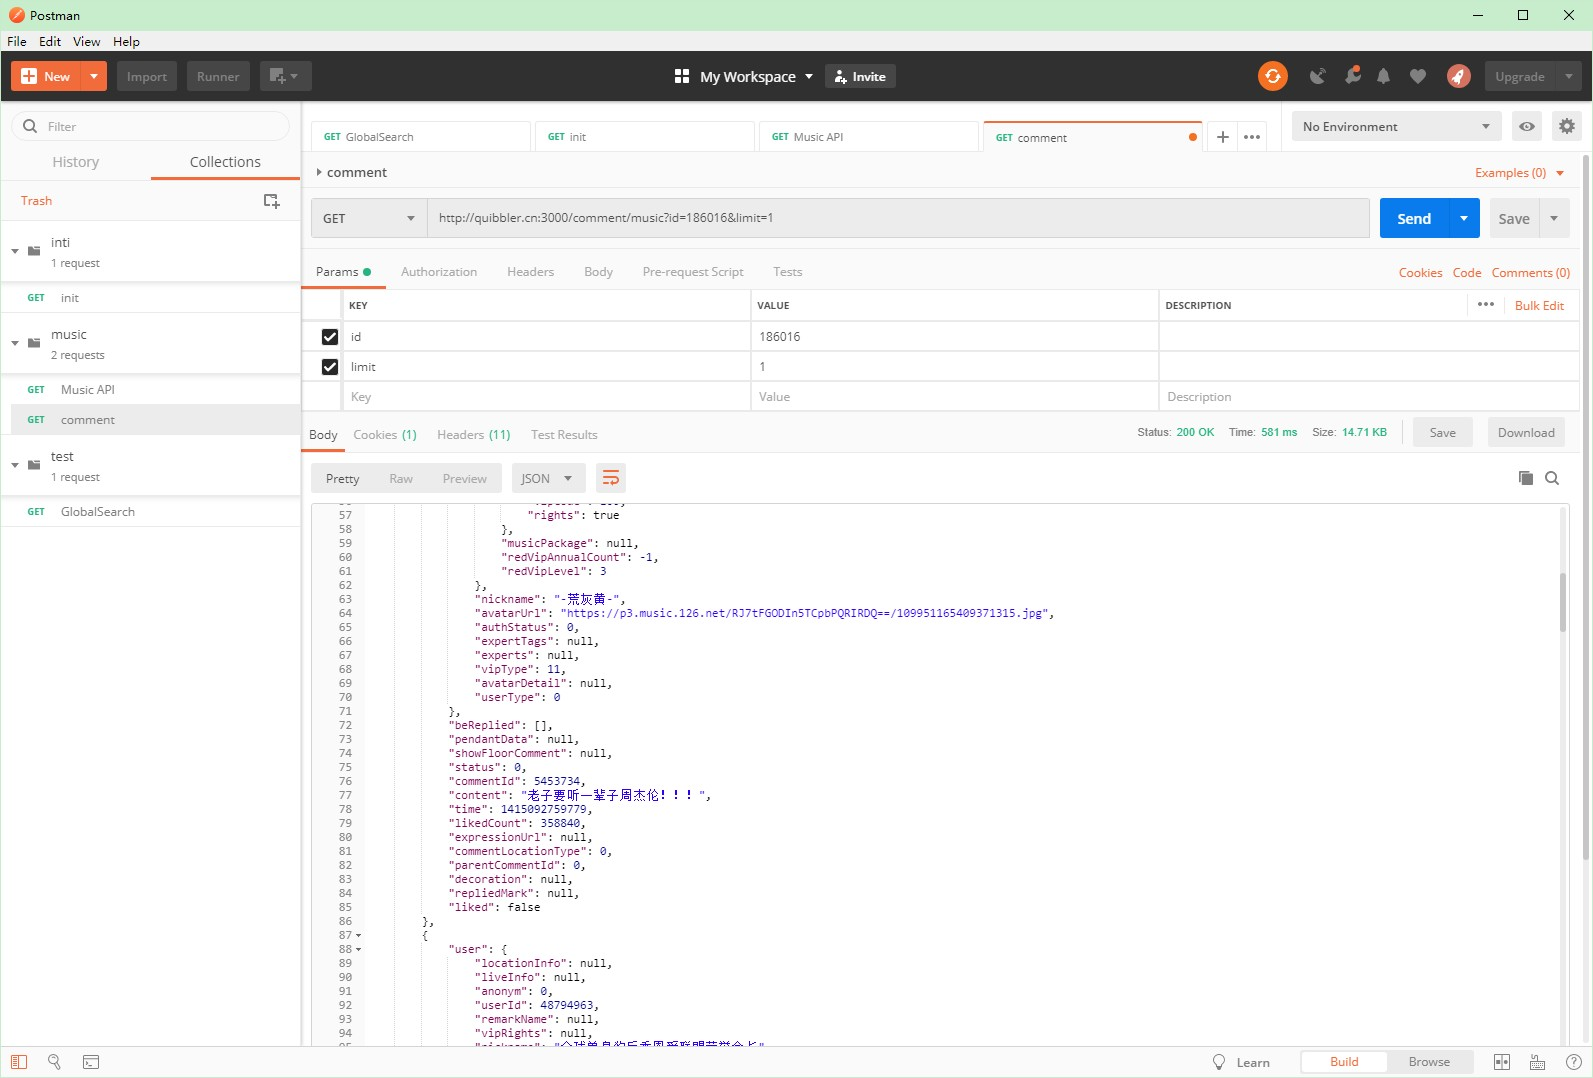 Postman
File Edit View Help
New Import Runner My Workspace Invite Upgrade
Filter
History Collections
Trash
inti
1 request
GET init
music
2 requests
GET Music API
GET comment
test
1 request
GET GlobalSearch
GET GlobalSearch GET init GET Music API GET comment No Environment
comment Examples (0)
GET http://quibbler.cn:3000/comment/music?id=186016&limit=1 Send Save
Params Authorization Headers Body Pre-request Script Tests Cookies Code Comments (0)
KEY VALUE DESCRIPTION Bulk Edit
id 186016
limit 1
Key Value Description
Body Cookies (1) Headers (11) Test Results Status: 200 OK Time: 581 ms Size: 14.71 KB Save Download
Pretty Raw Preview JSON
57 "rights": true
58 },
59 "musicPackage": null,
60 "redVipAnnualCount": -1,
61 "redVipLevel": 3
62 },
63 "nickname": "-荒灰黄-",
64 "avatarUrl": "https://p3.music.126.net/RJ7tFGODIn5TCpbPQRIRDQ==/109951165409371315.jpg",
65 "authStatus": 0,
66 "expertTags": null,
67 "experts": null,
68 "vipType": 11,
69 "avatarDetail": null,
70 "userType": 0
71 },
72 "beReplied": [],
73 "pendantData": null,
74 "showFloorComment": null,
75 "status": 0,
76 "commentId": 5453734,
77 "content": "老子要听一辈子周杰伦！！！",
78 "time": 1415092759779,
79 "likedCount": 358840,
80 "expressionUrl": null,
81 "commentLocationType": 0,
82 "parentCommentId": 0,
83 "decoration": null,
84 "repliedMark": null,
85 "liked": false
86 },
87 {
88 "user": {
89 "locationInfo": null,
90 "liveInfo": null,
91 "anonym": 0,
92 "userId": 48794963,
93 "remarkName": null,
94 "vipRights": null,
Learn Build Browse